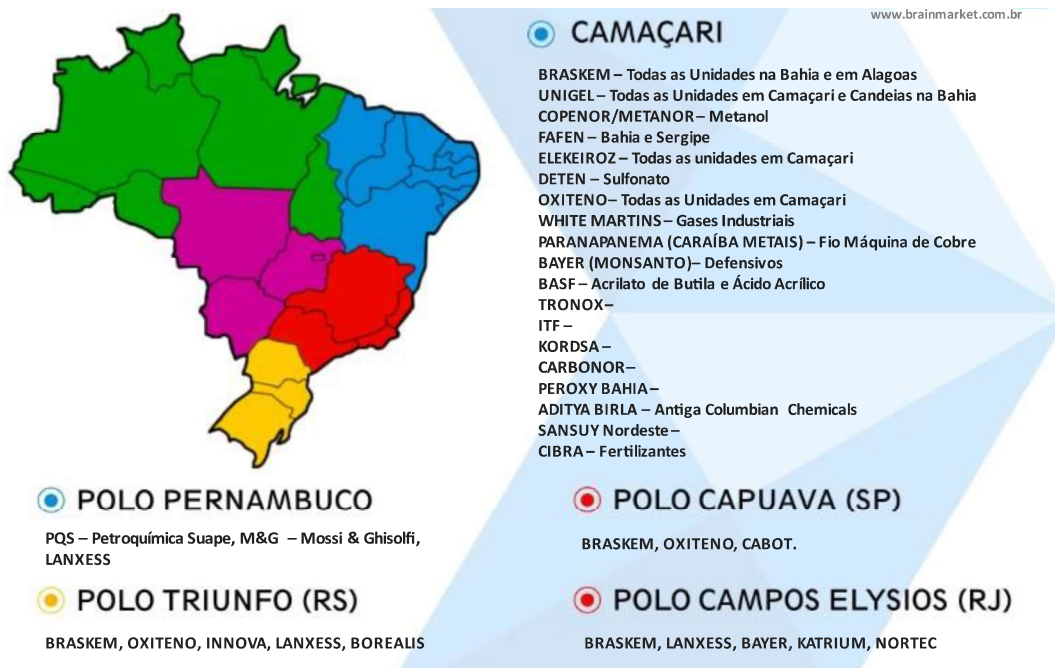 www.brainmarket.com.br
CAMAÇARI
BRASKEM – Todas as Unidades na Bahia e em Alagoas
UNIGEL – Todas as Unidades em Camaçari e Candeias na Bahia
COPENOR/METANOR – Metanol
FAFEN – Bahia e Sergipe
ELEKEIROZ – Todas as unidades em Camaçari
DETEN – Sulfonato
OXITENO– Todas as Unidades em Camaçari
WHITE MARTINS – Gases Industriais
PARANAPANEMA (CARAÍBA METAIS) – Fio Máquina de Cobre
BAYER (MONSANTO)– Defensivos
BASF – Acrilato de Butila e Ácido Acrílico
TRONOX–
ITF –
KORDSA –
CARBONOR–
PEROXY BAHIA –
ADITYA BIRLA – Antiga Columbian Chemicals
SANSUY Nordeste –
CIBRA – Fertilizantes
POLO PERNAMBUCO
PQS – Petroquímica Suape, M&G – Mossi & Ghisolfi,
LANXESS
POLO CAPUAVA (SP)
BRASKEM, OXITENO, CABOT.
POLO TRIUNFO (RS)
BRASKEM, OXITENO, INNOVA, LANXESS, BOREALIS
POLO CAMPOS ELYSIOS (RJ)
BRASKEM, LANXESS, BAYER, KATRIUM, NORTEC